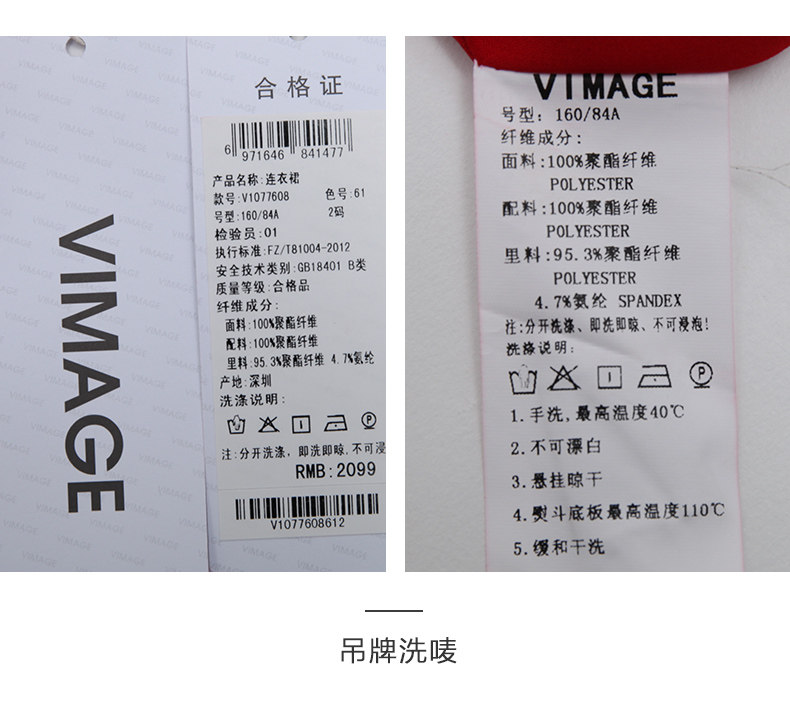 VIMAGE
合格证
6 971646 841477
产品名称:连衣裙
款号:V1077608 色号:61
号型:160/84A 2码
检验员:01
执行标准:FZ/T81004-2012
安全技术类别:GB18401 B类
质量等级:合格品
纤维成分:
面料:100%聚酯纤维
配料:100%聚酯纤维
里料:95.3%聚酯纤维 4.7%氨纶
产地:深圳
洗涤说明:
注:分开洗涤, 即洗即晾, 不可浸
RMB:2099
V1077608612
VIMAGE
号型: 160/84A
纤维成分:
面料:100%聚酯纤维
POLYESTER
配料:100%聚酯纤维
POLYESTER
里料:95.3%聚酯纤维
POLYESTER
4.7%氨纶 SPANDEX
注:分开洗涤、即洗即晾、不可浸泡!
洗涤说明:
1.手洗,最高温度40℃
2.不可漂白
3.悬挂晾干
4.熨斗底板最高温度110℃
5.缓和干洗
吊牌洗唛